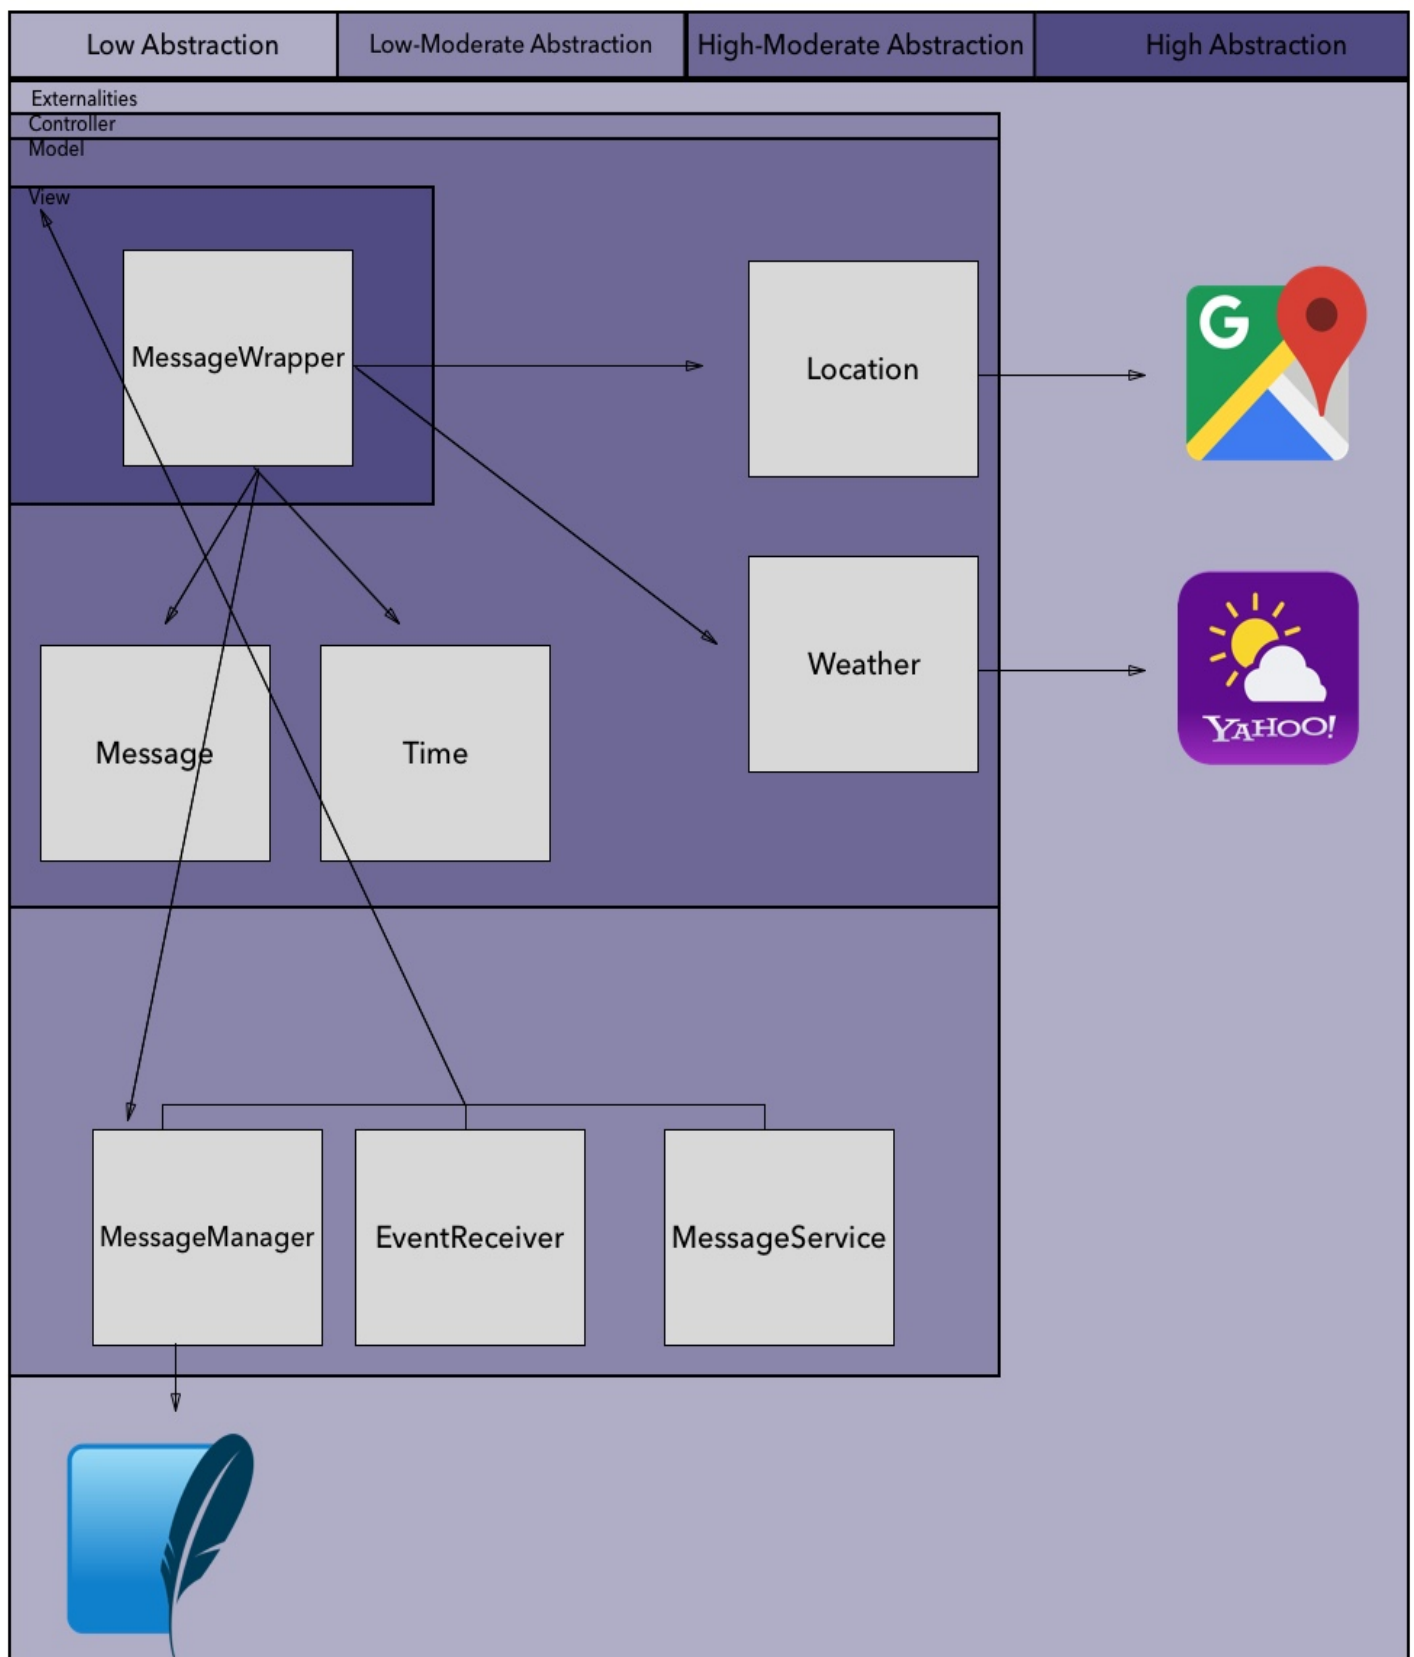 Low Abstraction
Low-Moderate Abstraction
High-Moderate Abstraction
High Abstraction
Externalities
Controller
Model
View
MessageWrapper
Location
G
Weather
YAHOO!
Message
Time
MessageManager
EventReceiver
MessageService